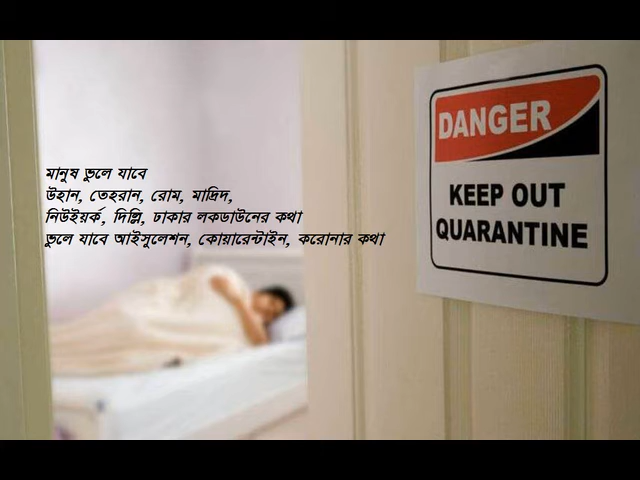 মানুষ ভুলে যাবে
উহান, তেহরান, রোম, মাদ্রিদ,
নিউইয়র্ক, দিল্লি, ঢাকার লকডাউনের কথা
ভুলে যাবে আইসুলেশন, কোয়ারেন্টাইন, করোনার কথা
DANGER
KEEP OUT
QUARANTINE